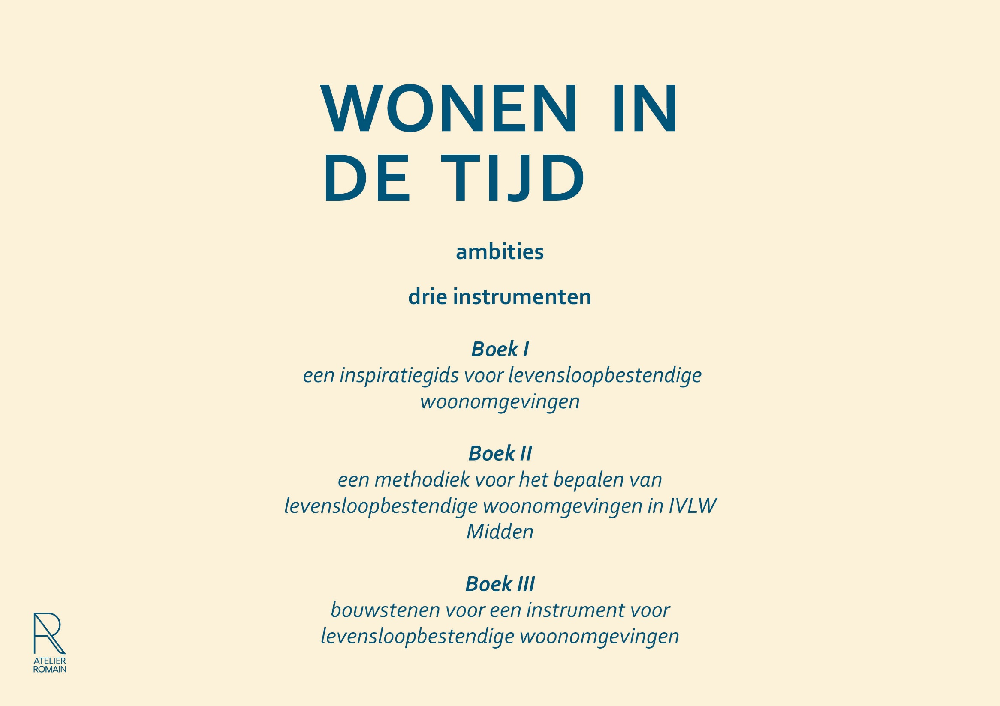 WONEN IN
DE TIJD
ambities
drie instrumenten
Boek I
een inspiratiegids voor levensloopbestendige
woonomgevingen
Boek II
een methodiek voor het bepalen van
levensloopbestendige woonomgevingen in IVLW
Midden
Boek III
bouwstenen voor een instrument voor
levensloopbestendige woonomgevingen
R
ATELIER
ROMAIN